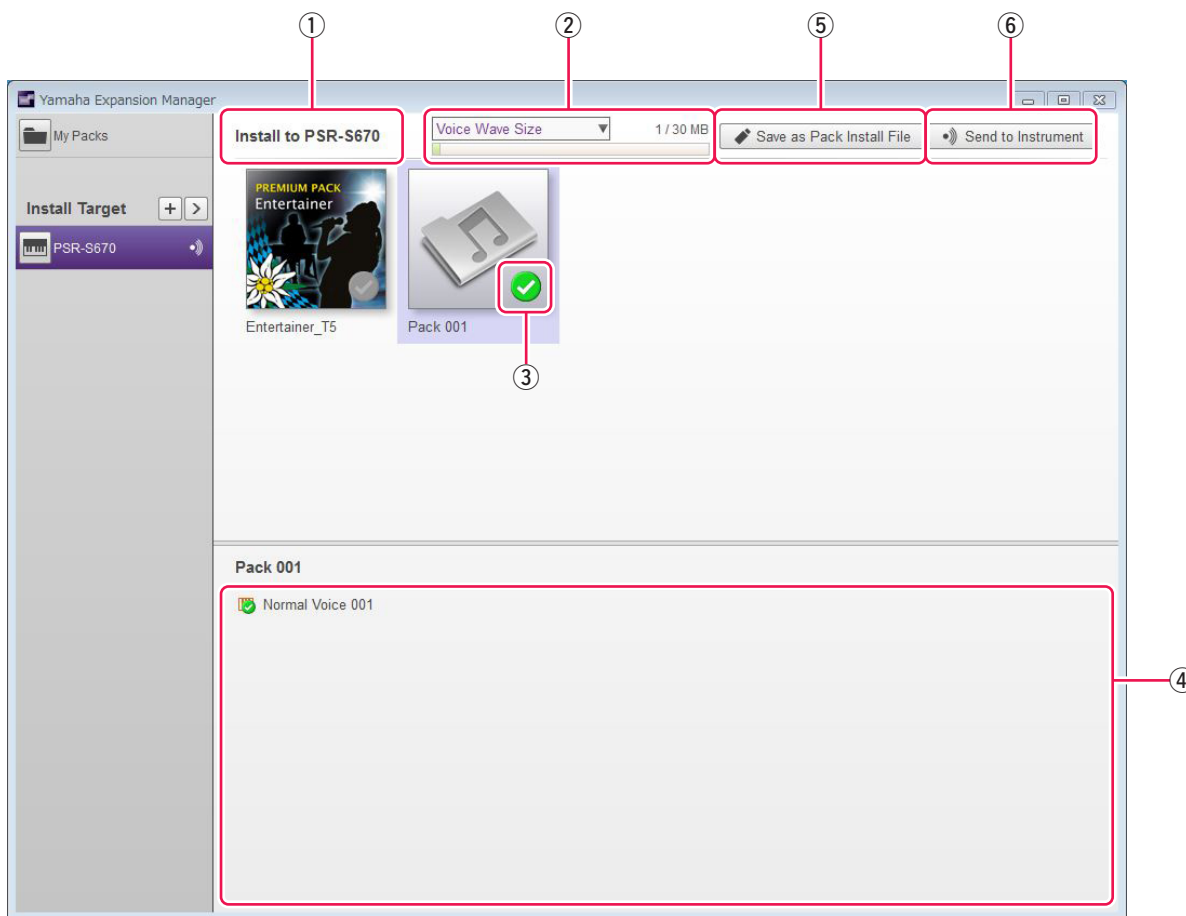 ① ② ⑤ ⑥
Yamaha Expansion Manager
My Packs
Install to PSR-S670
Voice Wave Size
1 / 30 MB
Save as Pack Install File
Send to Instrument
Install Target
PSR-S670
PREMIUM PACK
Entertainer
Entertainer_T5
Pack 001
③
Pack 001
Normal Voice 001
④